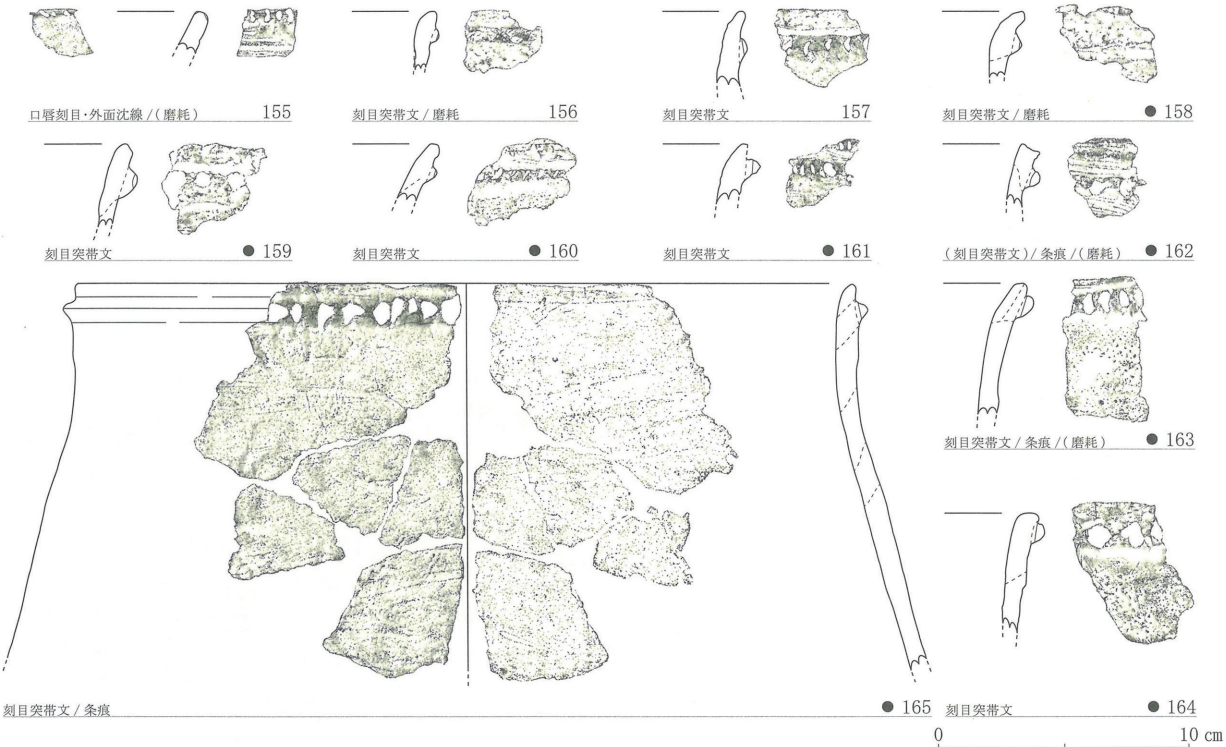 口唇刻目・外面沈線 /(磨耗) 155
刻目突帯文 / 磨耗 156
刻目突帯文 157
刻目突帯文 / 磨耗 ● 158
刻目突帯文 ● 159
刻目突帯文 ● 160
刻目突帯文 ● 161
(刻目突帯文) / 条痕 /(磨耗) ● 162
刻目突帯文 / 条痕 /(磨耗) ● 163
刻目突帯文 / 条痕 ● 165
刻目突帯文 ● 164
0 10 cm